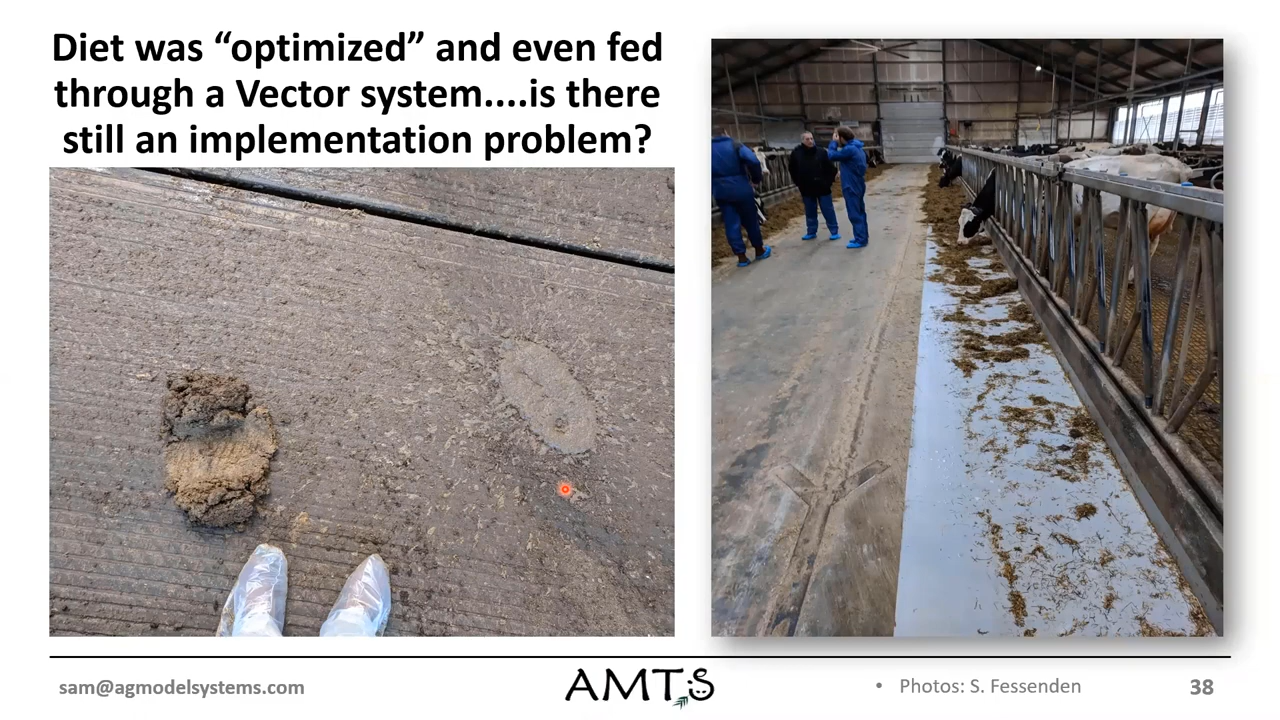 Diet was “optimized” and even fed
through a Vector system....is there
still an implementation problem?
sam@agmodelsystems.com
AMTS
• Photos: S. Fessenden
38